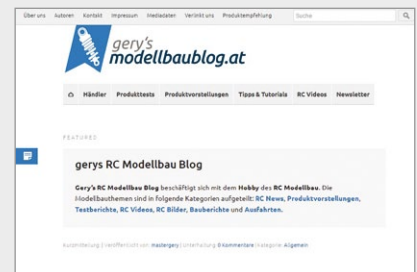 Über uns Autoren Kontakt Impressum Mediadaten Verlinkt uns Produktempfehlung Suche
gery's
modellbaublog.at
Händler Produkttests Produktvorstellungen Tipps & Tutorials RC Videos Newsletter
FEATURED
gerys RC Modellbau Blog
Gery's RC Modellbau Blog beschäftigt sich mit dem Hobby des RC Modellbau. Die
Modellbauthemen sind in folgende Kategorien aufgeteilt: RC News, Produktvorstellungen,
Testberichte, RC Videos, RC Bilder, Bauberichte und Ausfahrten.
Kurzmitteilung | Veröffentlicht von: mastergery | Unterhaltung: 0 Kommentare | Kategorie: Allgemein